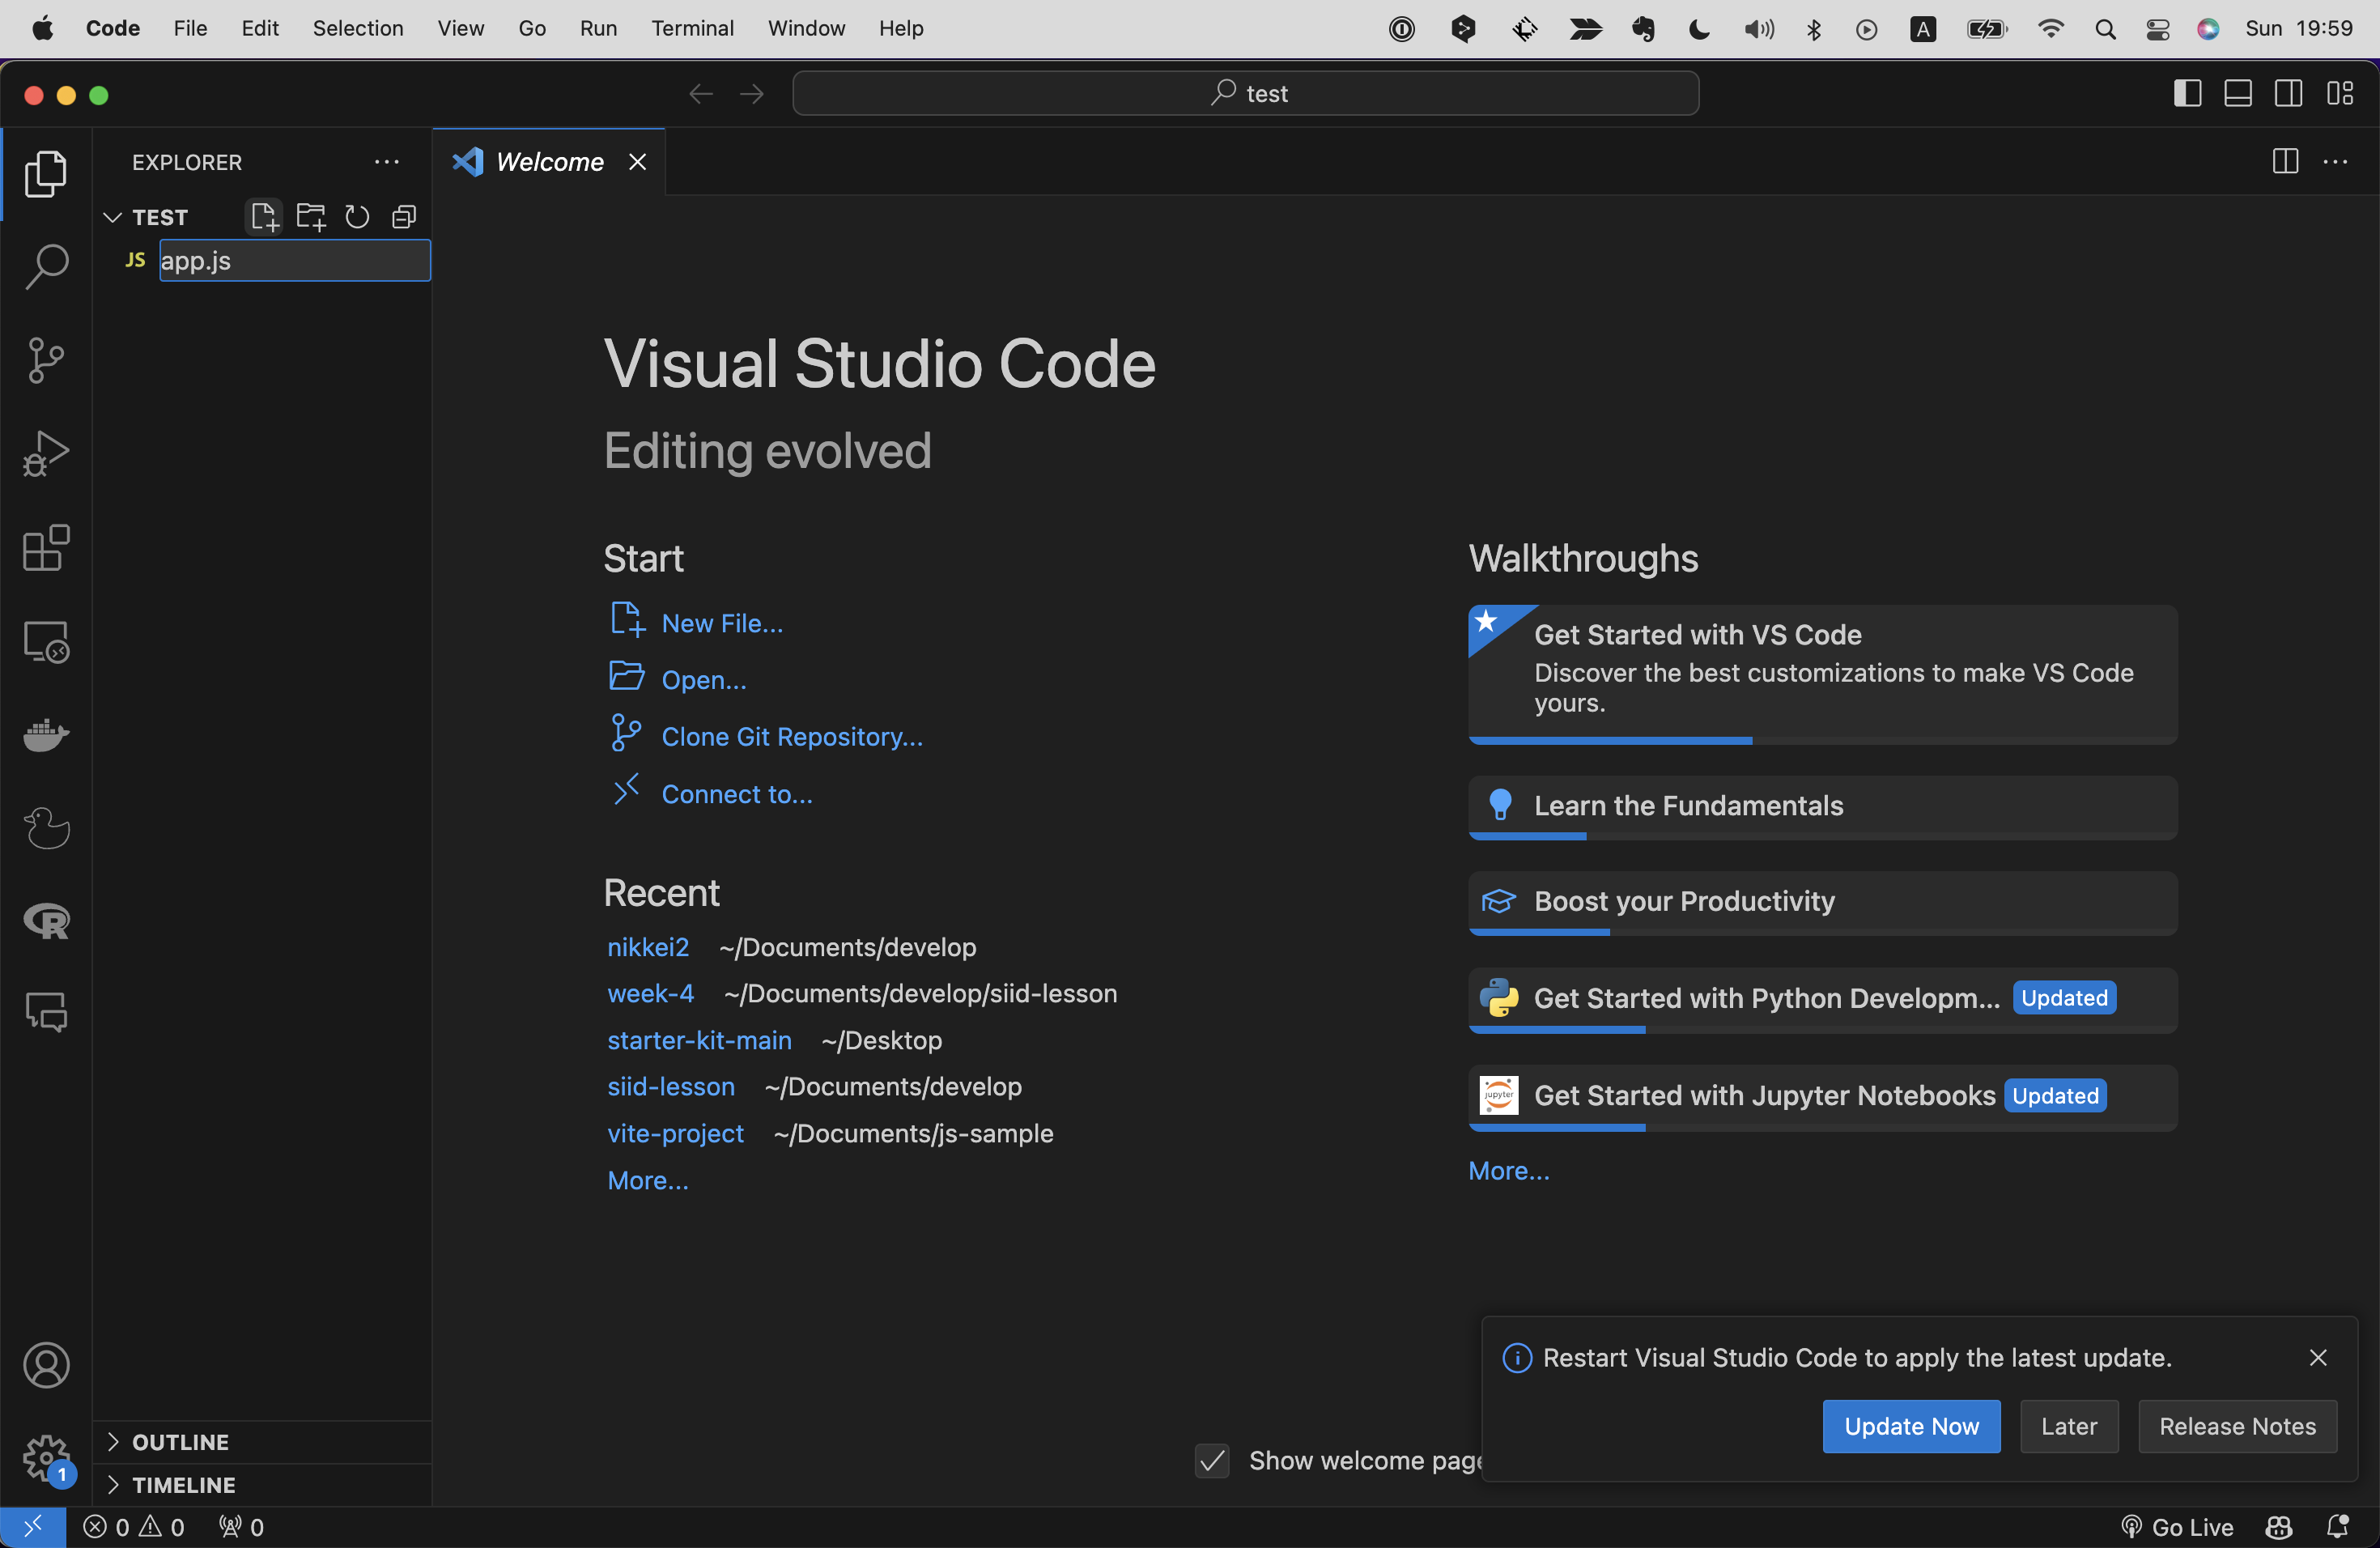 Code File Edit Selection View Go Run Terminal Window Help
A
Sun 19:59
test
EXPLORER
Welcome
TEST
JS app.js
Visual Studio Code
Editing evolved
Start
New File...
Open...
Clone Git Repository...
Connect to...
Recent
nikkei2 ~/Documents/develop
week-4 ~/Documents/develop/siid-lesson
starter-kit-main ~/Desktop
siid-lesson ~/Documents/develop
vite-project ~/Documents/js-sample
More...
Walkthroughs
Get Started with VS Code
Discover the best customizations to make VS Code
yours.
Learn the Fundamentals
Boost your Productivity
Get Started with Python Developm... Updated
jupyter
Get Started with Jupyter Notebooks Updated
More...
R
Restart Visual Studio Code to apply the latest update.
Update Now Later Release Notes
Show welcome page
OUTLINE
1
TIMELINE
0 0 0
Go Live